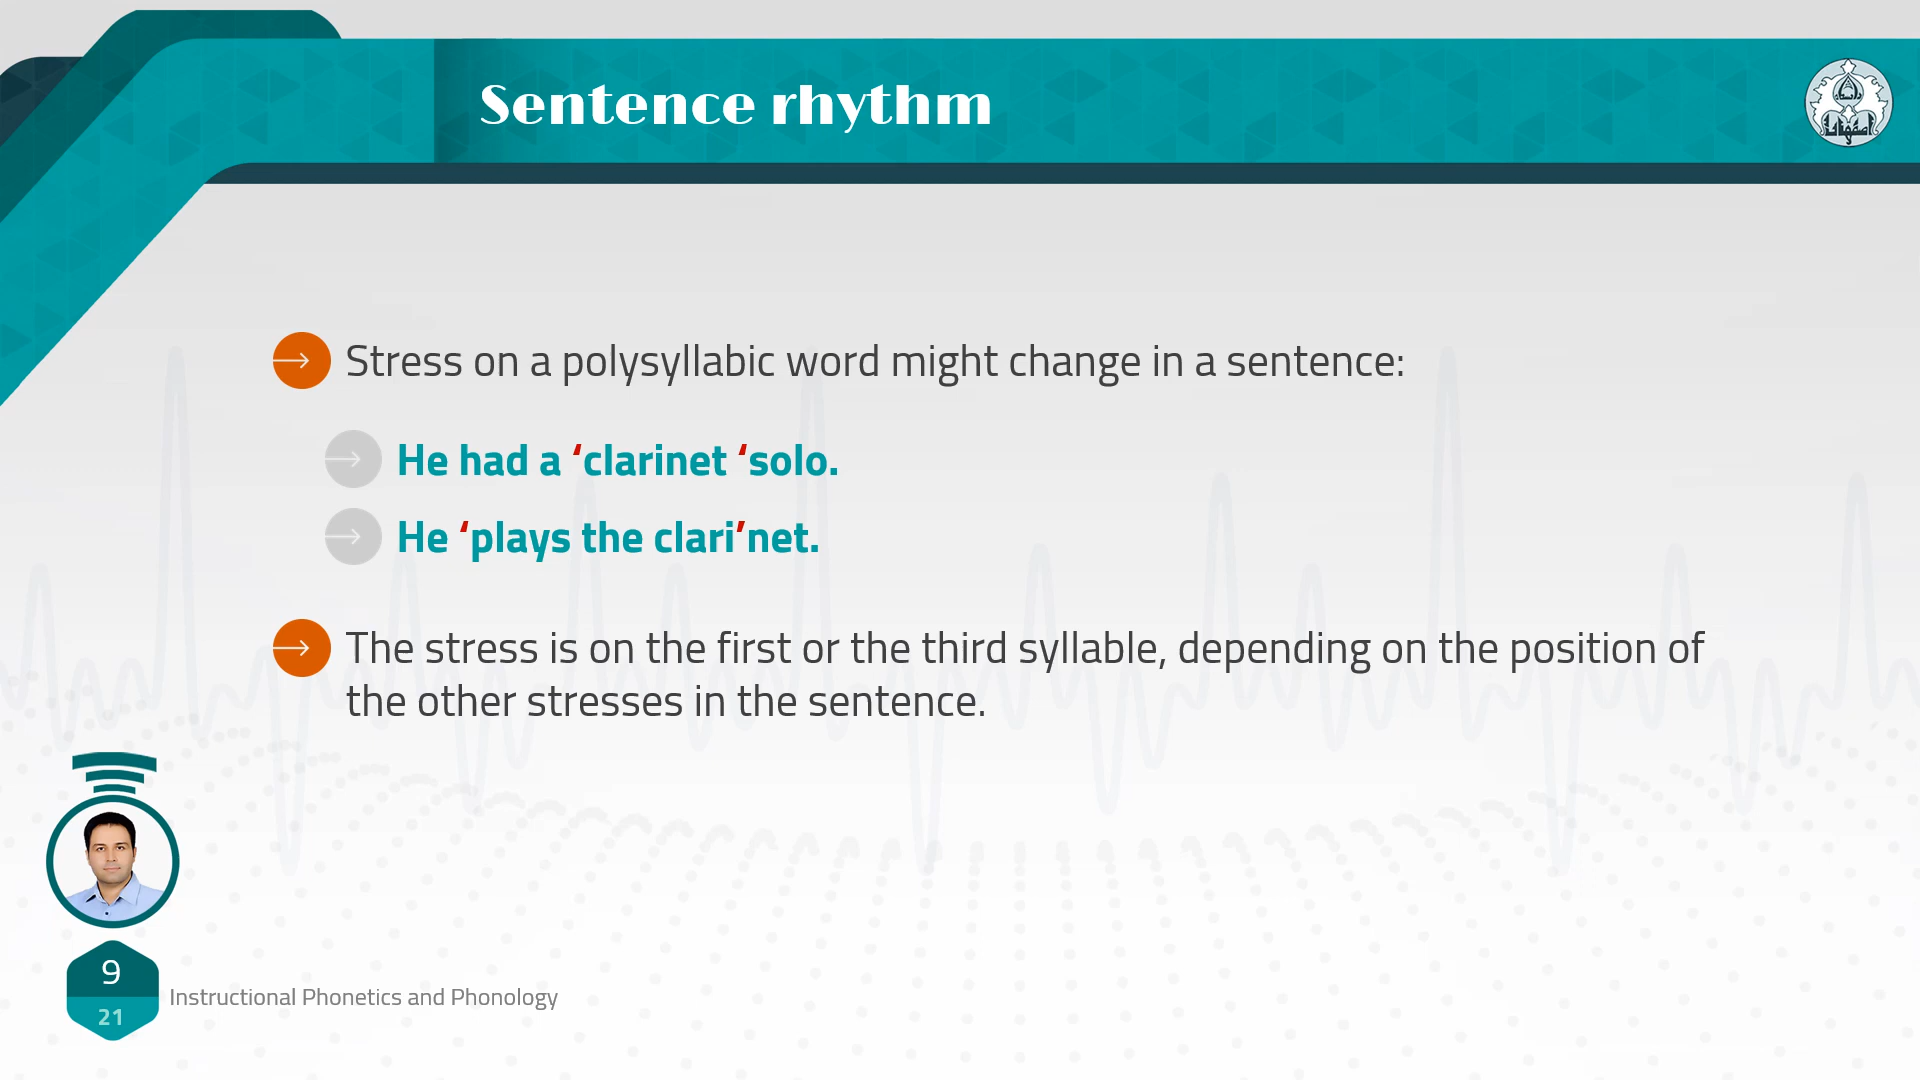 Sentence rhythm
دانشگاه
اصفهان
Stress on a polysyllabic word might change in a sentence:
He had a ‘clarinet ‘solo.
He ‘plays the clari’net.
The stress is on the first or the third syllable, depending on the position of
the other stresses in the sentence.
9
21
Instructional Phonetics and Phonology